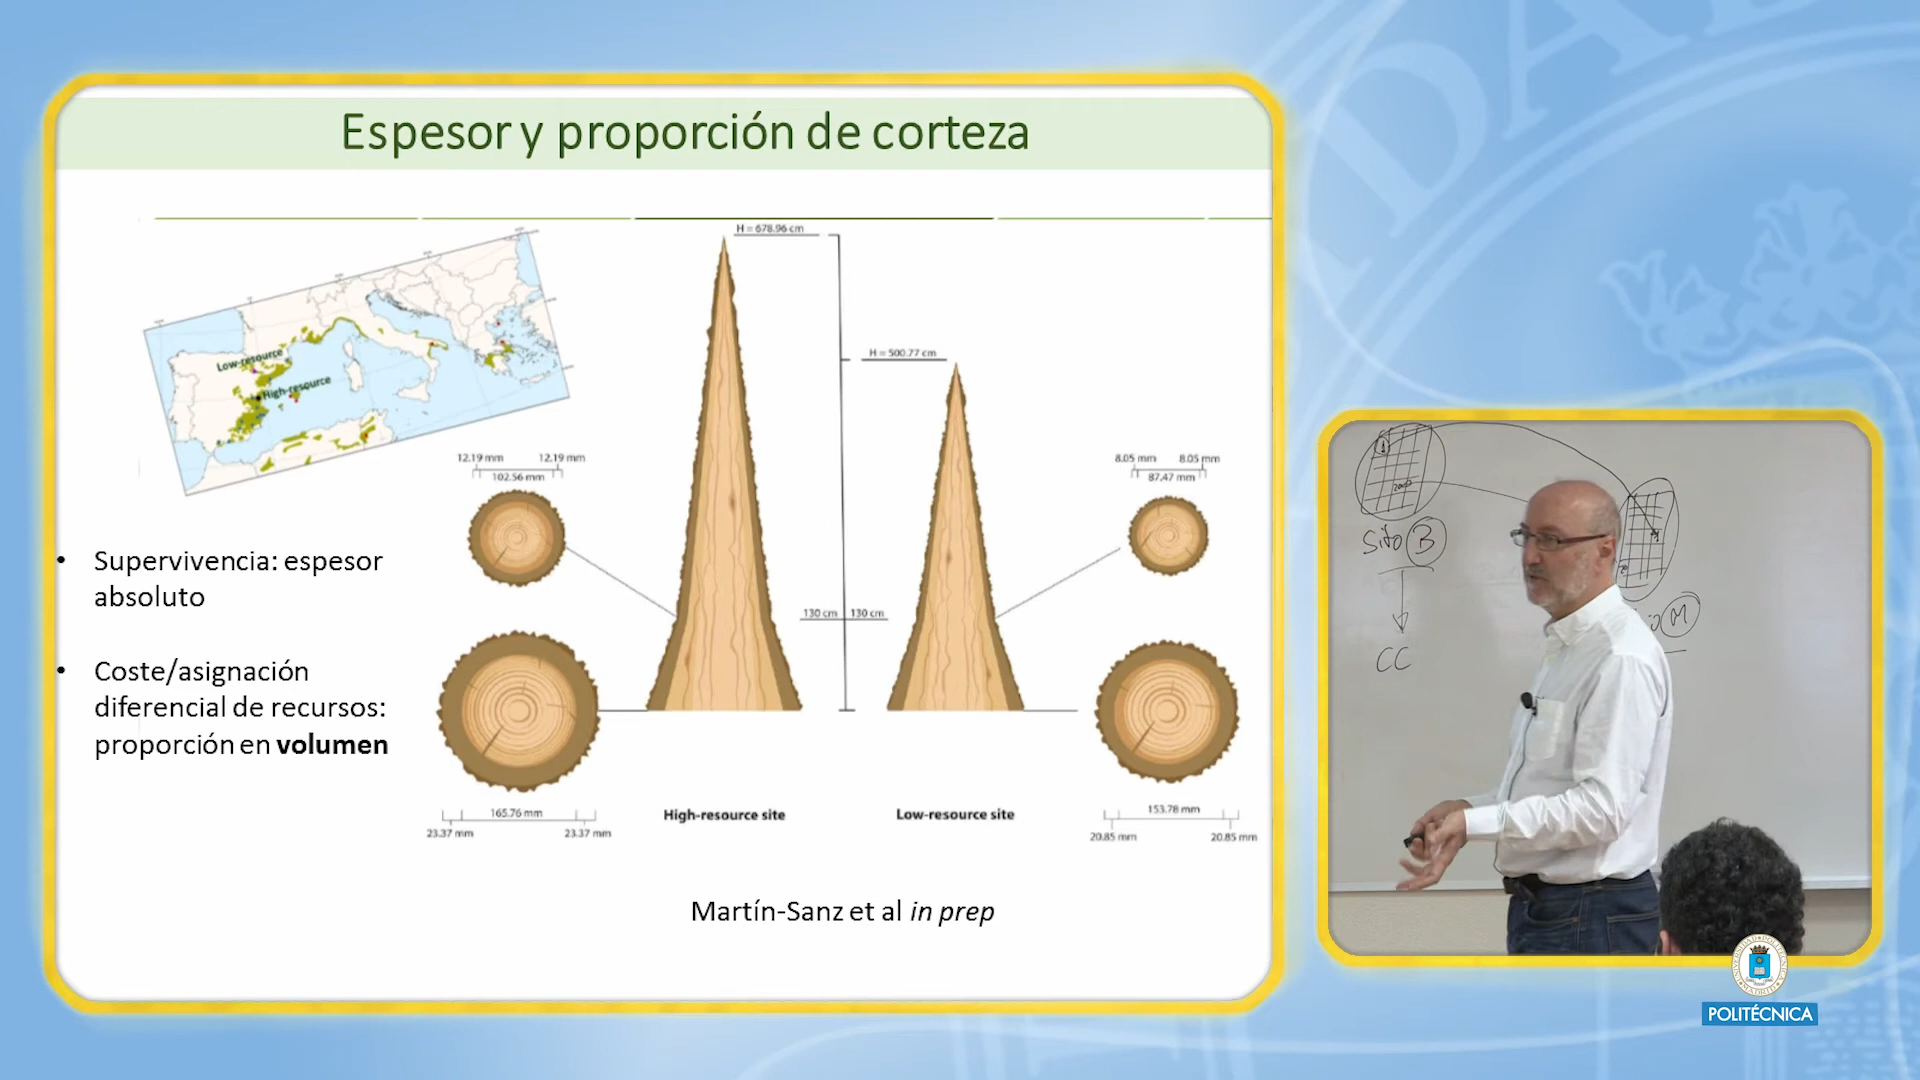 Espesor y proporción de corteza
H = 678.96 cm
H = 500.77 cm
Low-resource
High-resource
12.19 mm 12.19 mm
102.56 mm
8.05 mm 8.05 mm
87.47 mm
• Supervivencia: espesor
absoluto
130 cm 130 cm
• Coste/asignación
diferencial de recursos:
proporción en volumen
165.76 mm
23.37 mm 23.37 mm
High-resource site
Low-resource site
153.78 mm
20.85 mm 20.85 mm
Martín-Sanz et al in prep
Sitio B
CC
M
POLITÉCNICA